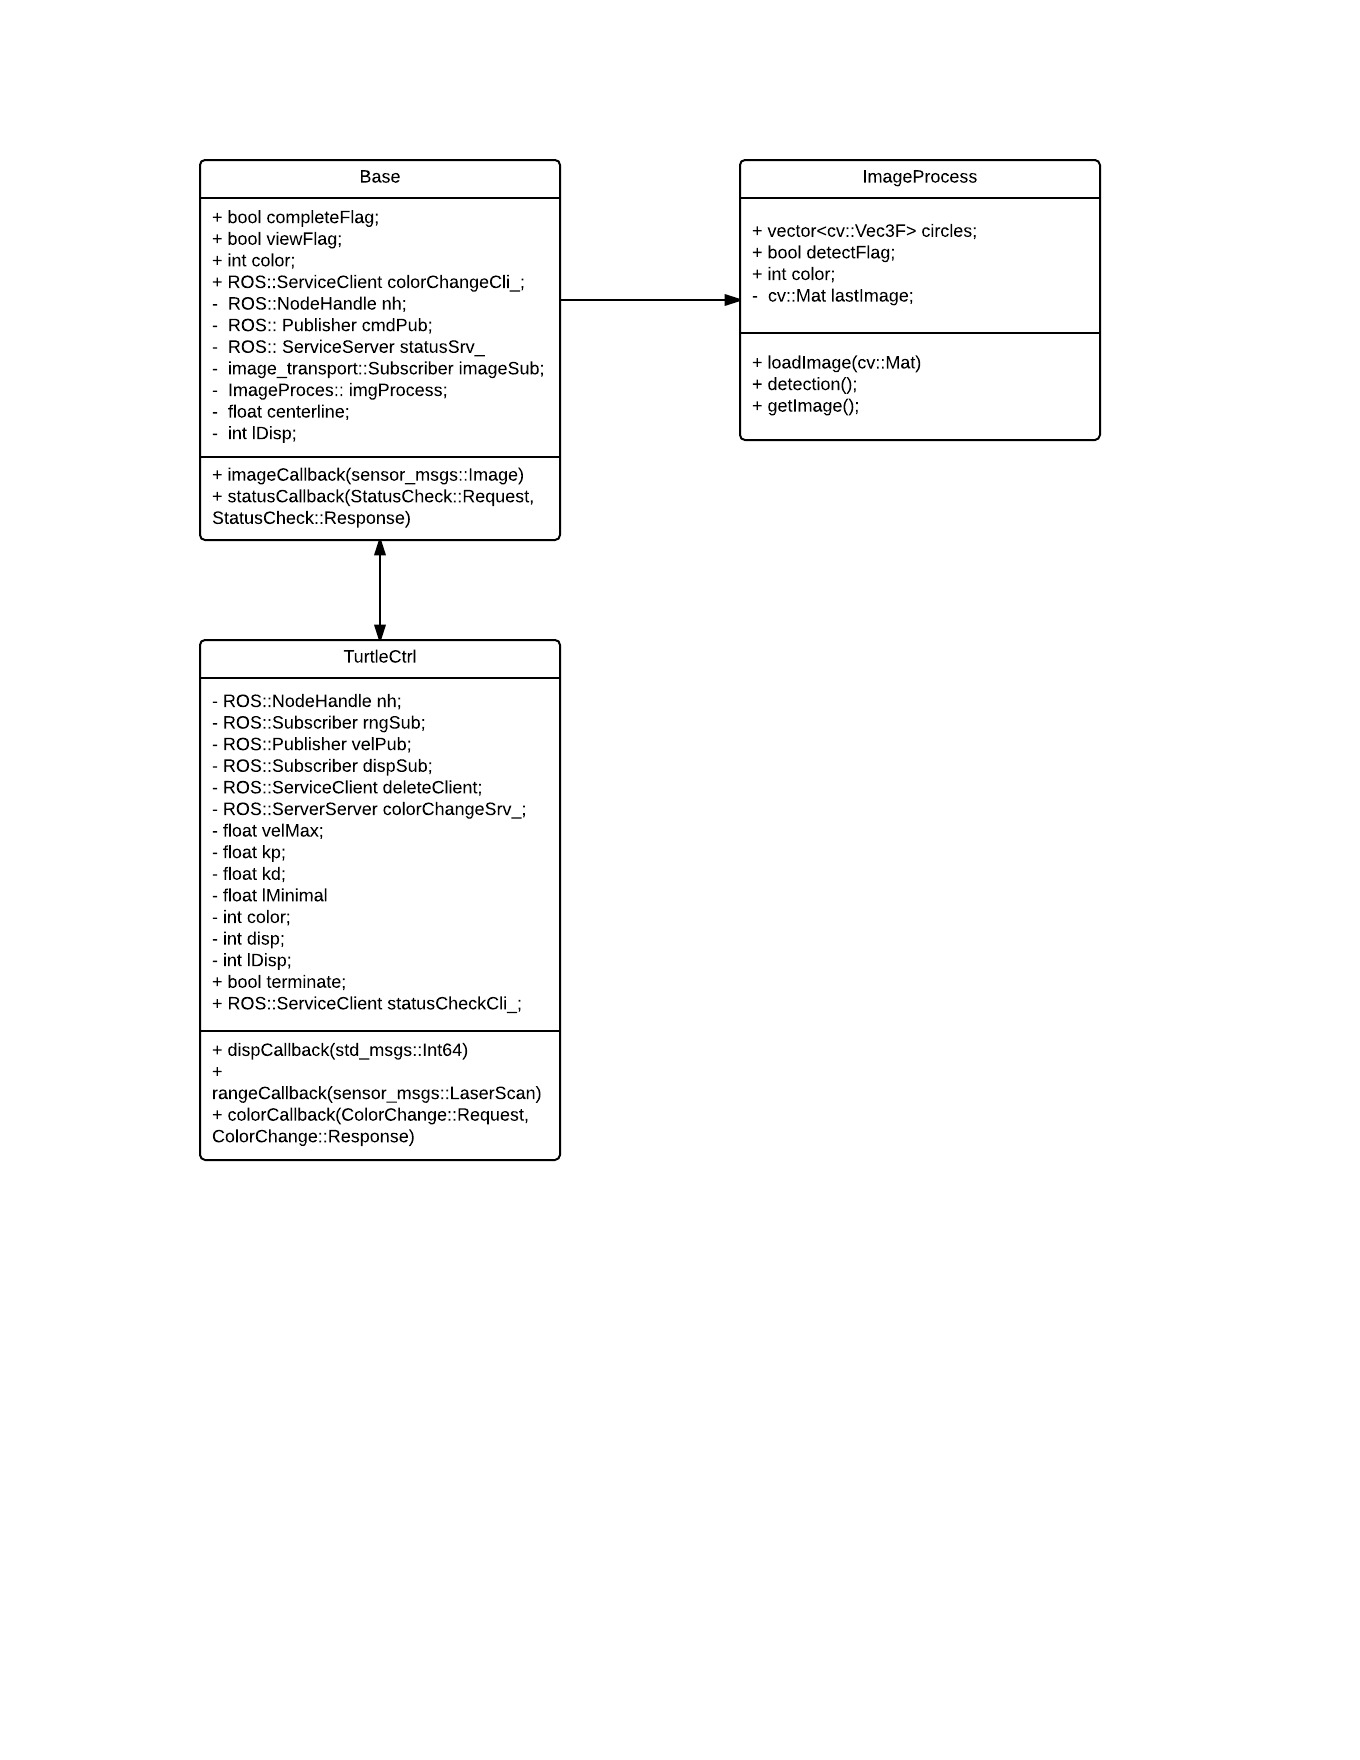 Base
+ bool completeFlag;
+ bool viewFlag;
+ int color;
+ ROS::ServiceClient colorChangeCli_;
- ROS::NodeHandle nh;
- ROS:: Publisher cmdPub;
- ROS:: ServiceServer statusSrv_
- image_transport::Subscriber imageSub;
- ImageProces:: imgProcess;
- float centerline;
- int lDisp;
+ imageCallback(sensor_msgs::Image)
+ statusCallback(StatusCheck::Request,
StatusCheck::Response)
ImageProcess
+ vector<cv::Vec3F> circles;
+ bool detectFlag;
+ int color;
- cv::Mat lastImage;
+ loadImage(cv::Mat)
+ detection();
+ getImage();
TurtleCtrl
- ROS::NodeHandle nh;
- ROS::Subscriber rngSub;
- ROS::Publisher velPub;
- ROS::Subscriber dispSub;
- ROS::ServiceClient deleteClient;
- ROS::ServerServer colorChangeSrv_;
- float velMax;
- float kp;
- float kd;
- float lMinimal
- int color;
- int disp;
- int lDisp;
+ bool terminate;
+ ROS::ServiceClient statusCheckCli_;
+ dispCallback(std_msgs::Int64)
+
rangeCallback(sensor_msgs::LaserScan)
+ colorCallback(ColorChange::Request,
ColorChange::Response)